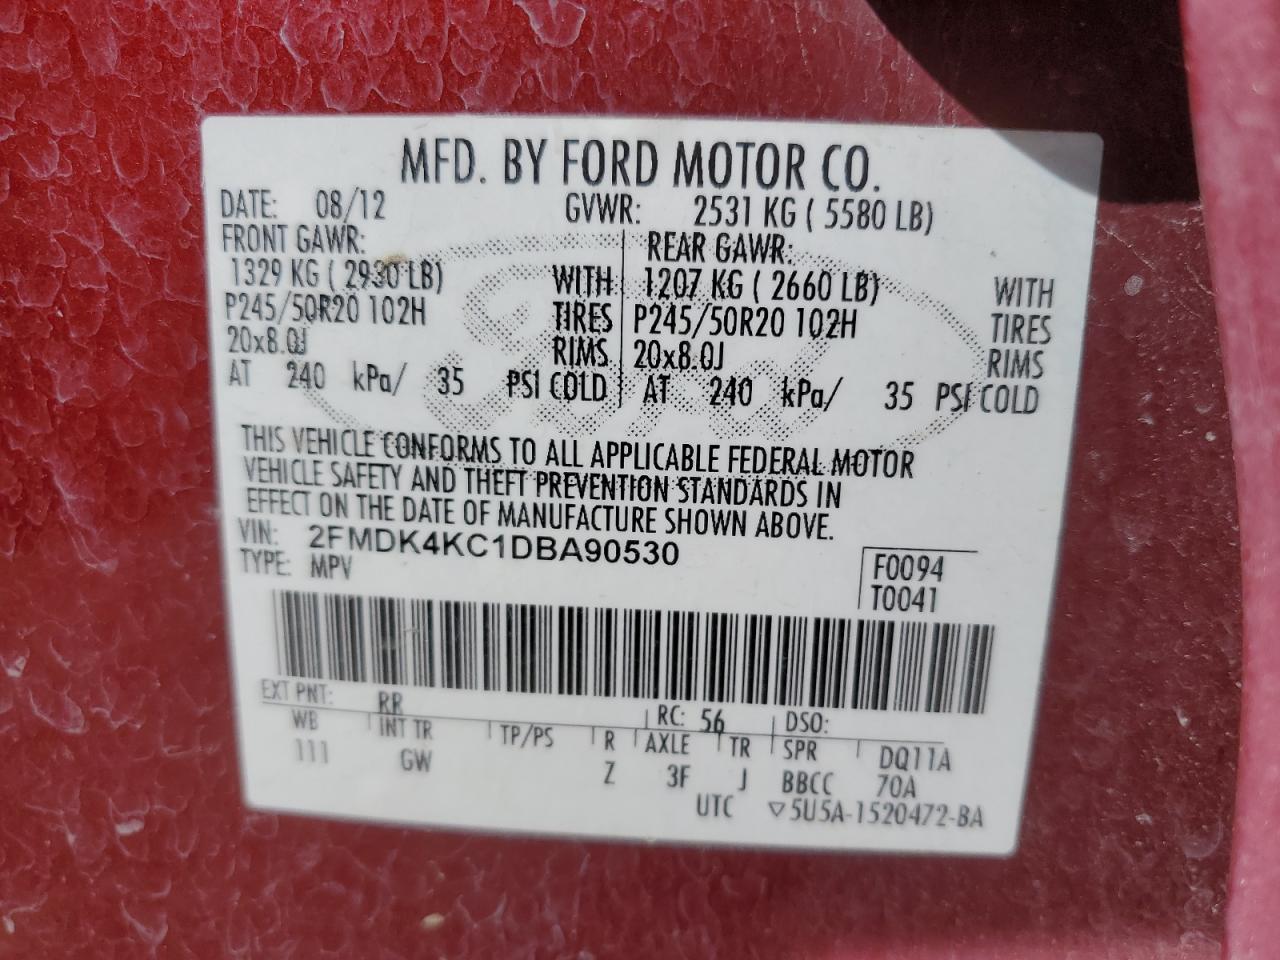 MFD. BY FORD MOTOR CO.
DATE: 08/12 GVWR: 2531 KG ( 5580 LB)
FRONT GAWR: REAR GAWR:
1329 KG ( 2930 LB) WITH 1207 KG ( 2660 LB) WITH
P245/50R20 102H TIRES P245/50R20 102H TIRES
20x8.0J RIMS 20x8.0J RIMS
AT 240 kPa/ 35 PSI COLD AT 240 kPa/ 35 PSI COLD
THIS VEHICLE CONFORMS TO ALL APPLICABLE FEDERAL MOTOR
VEHICLE SAFETY AND THEFT PREVENTION STANDARDS IN
EFFECT ON THE DATE OF MANUFACTURE SHOWN ABOVE.
VIN: 2FMDK4KC1DBA90530
TYPE: MPV F0094
T0041
EXT PNT: RR RC: 56 DSO:
WB INT TR TP/PS R AXLE TR SPR DQ11A
111 GW Z 3F J BBCC 70A
UTC ▽5U5A-1520472-BA